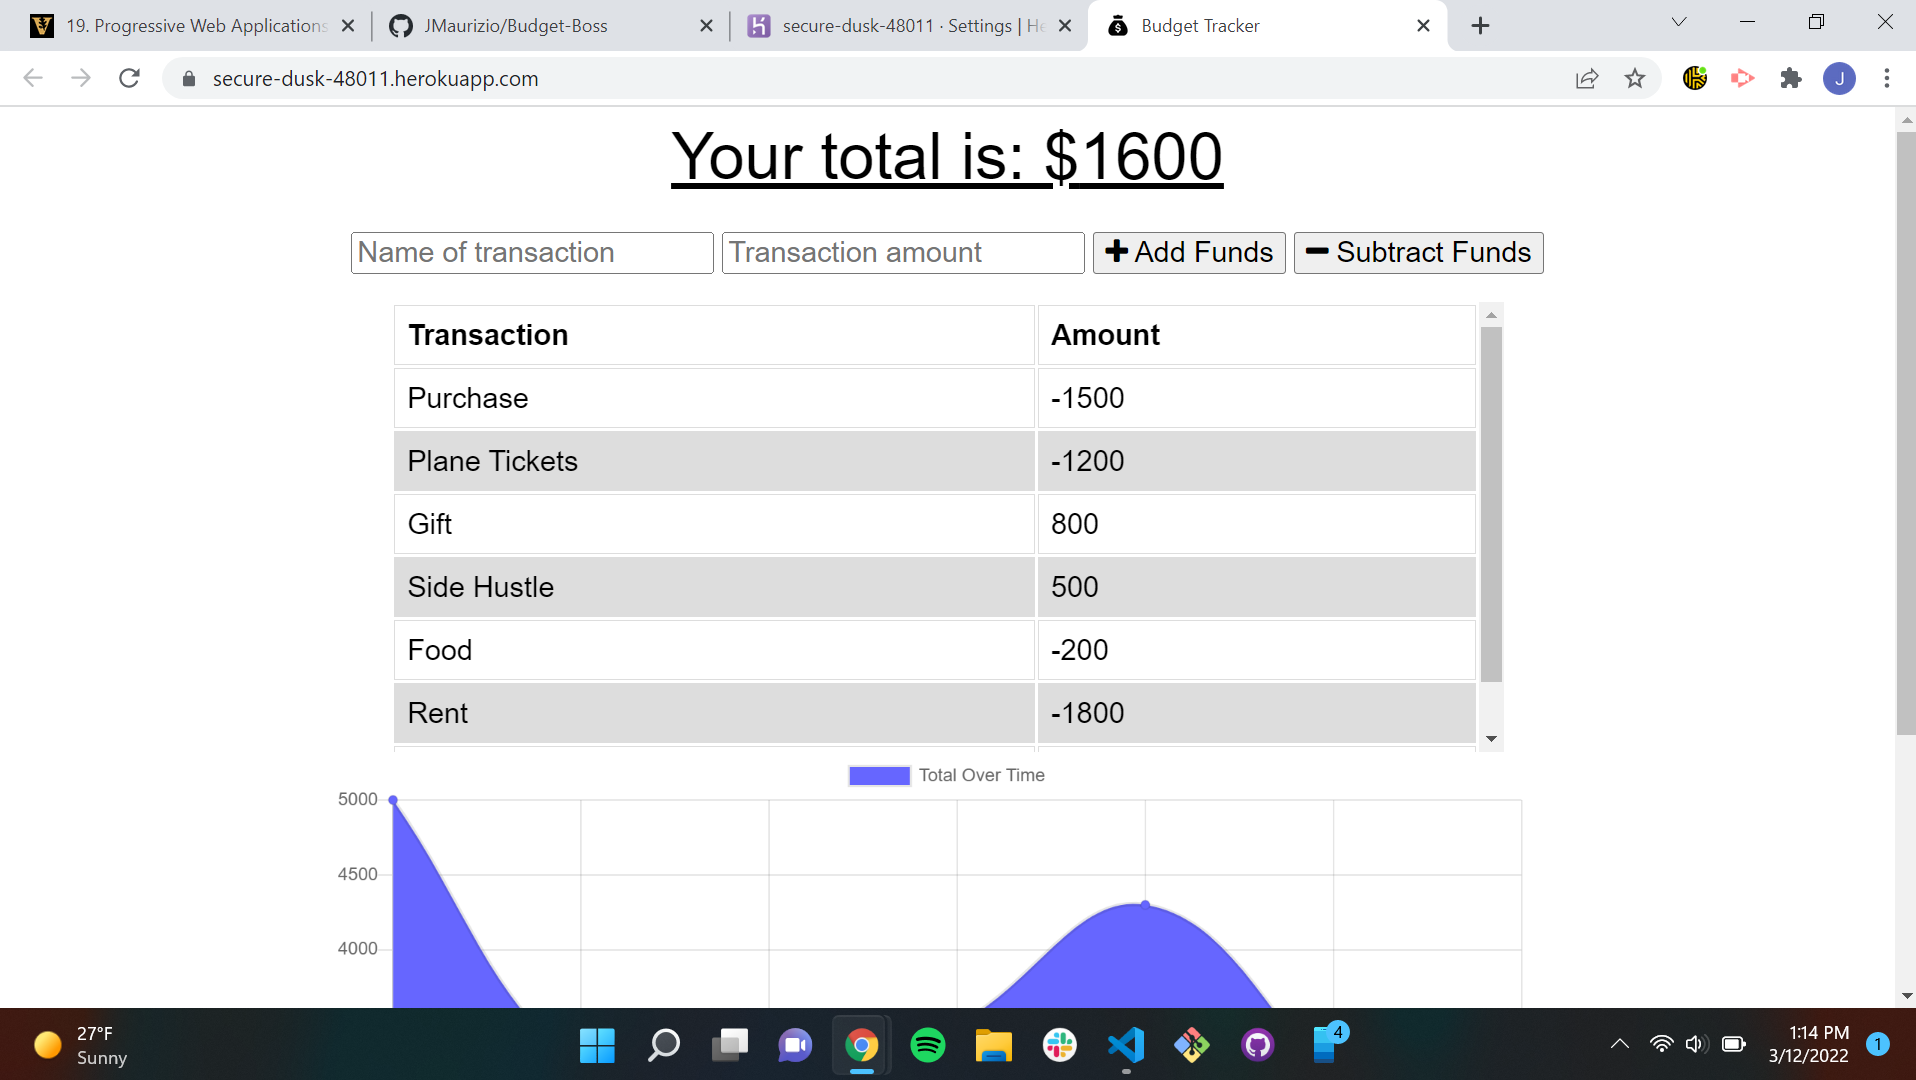 19. Progressive Web Applications
JMaurizio/Budget-Boss
secure-dusk-48011 · Settings | He
Budget Tracker
secure-dusk-48011.herokuapp.com
J
Your total is: $1600
Name of transaction
Transaction amount
Add Funds
Subtract Funds
Transaction Amount
Purchase -1500
Plane Tickets -1200
Gift 800
Side Hustle 500
Food -200
Rent -1800
Total Over Time
5000
4500
4000
27°F
Sunny
4
1:14 PM
3/12/2022
1